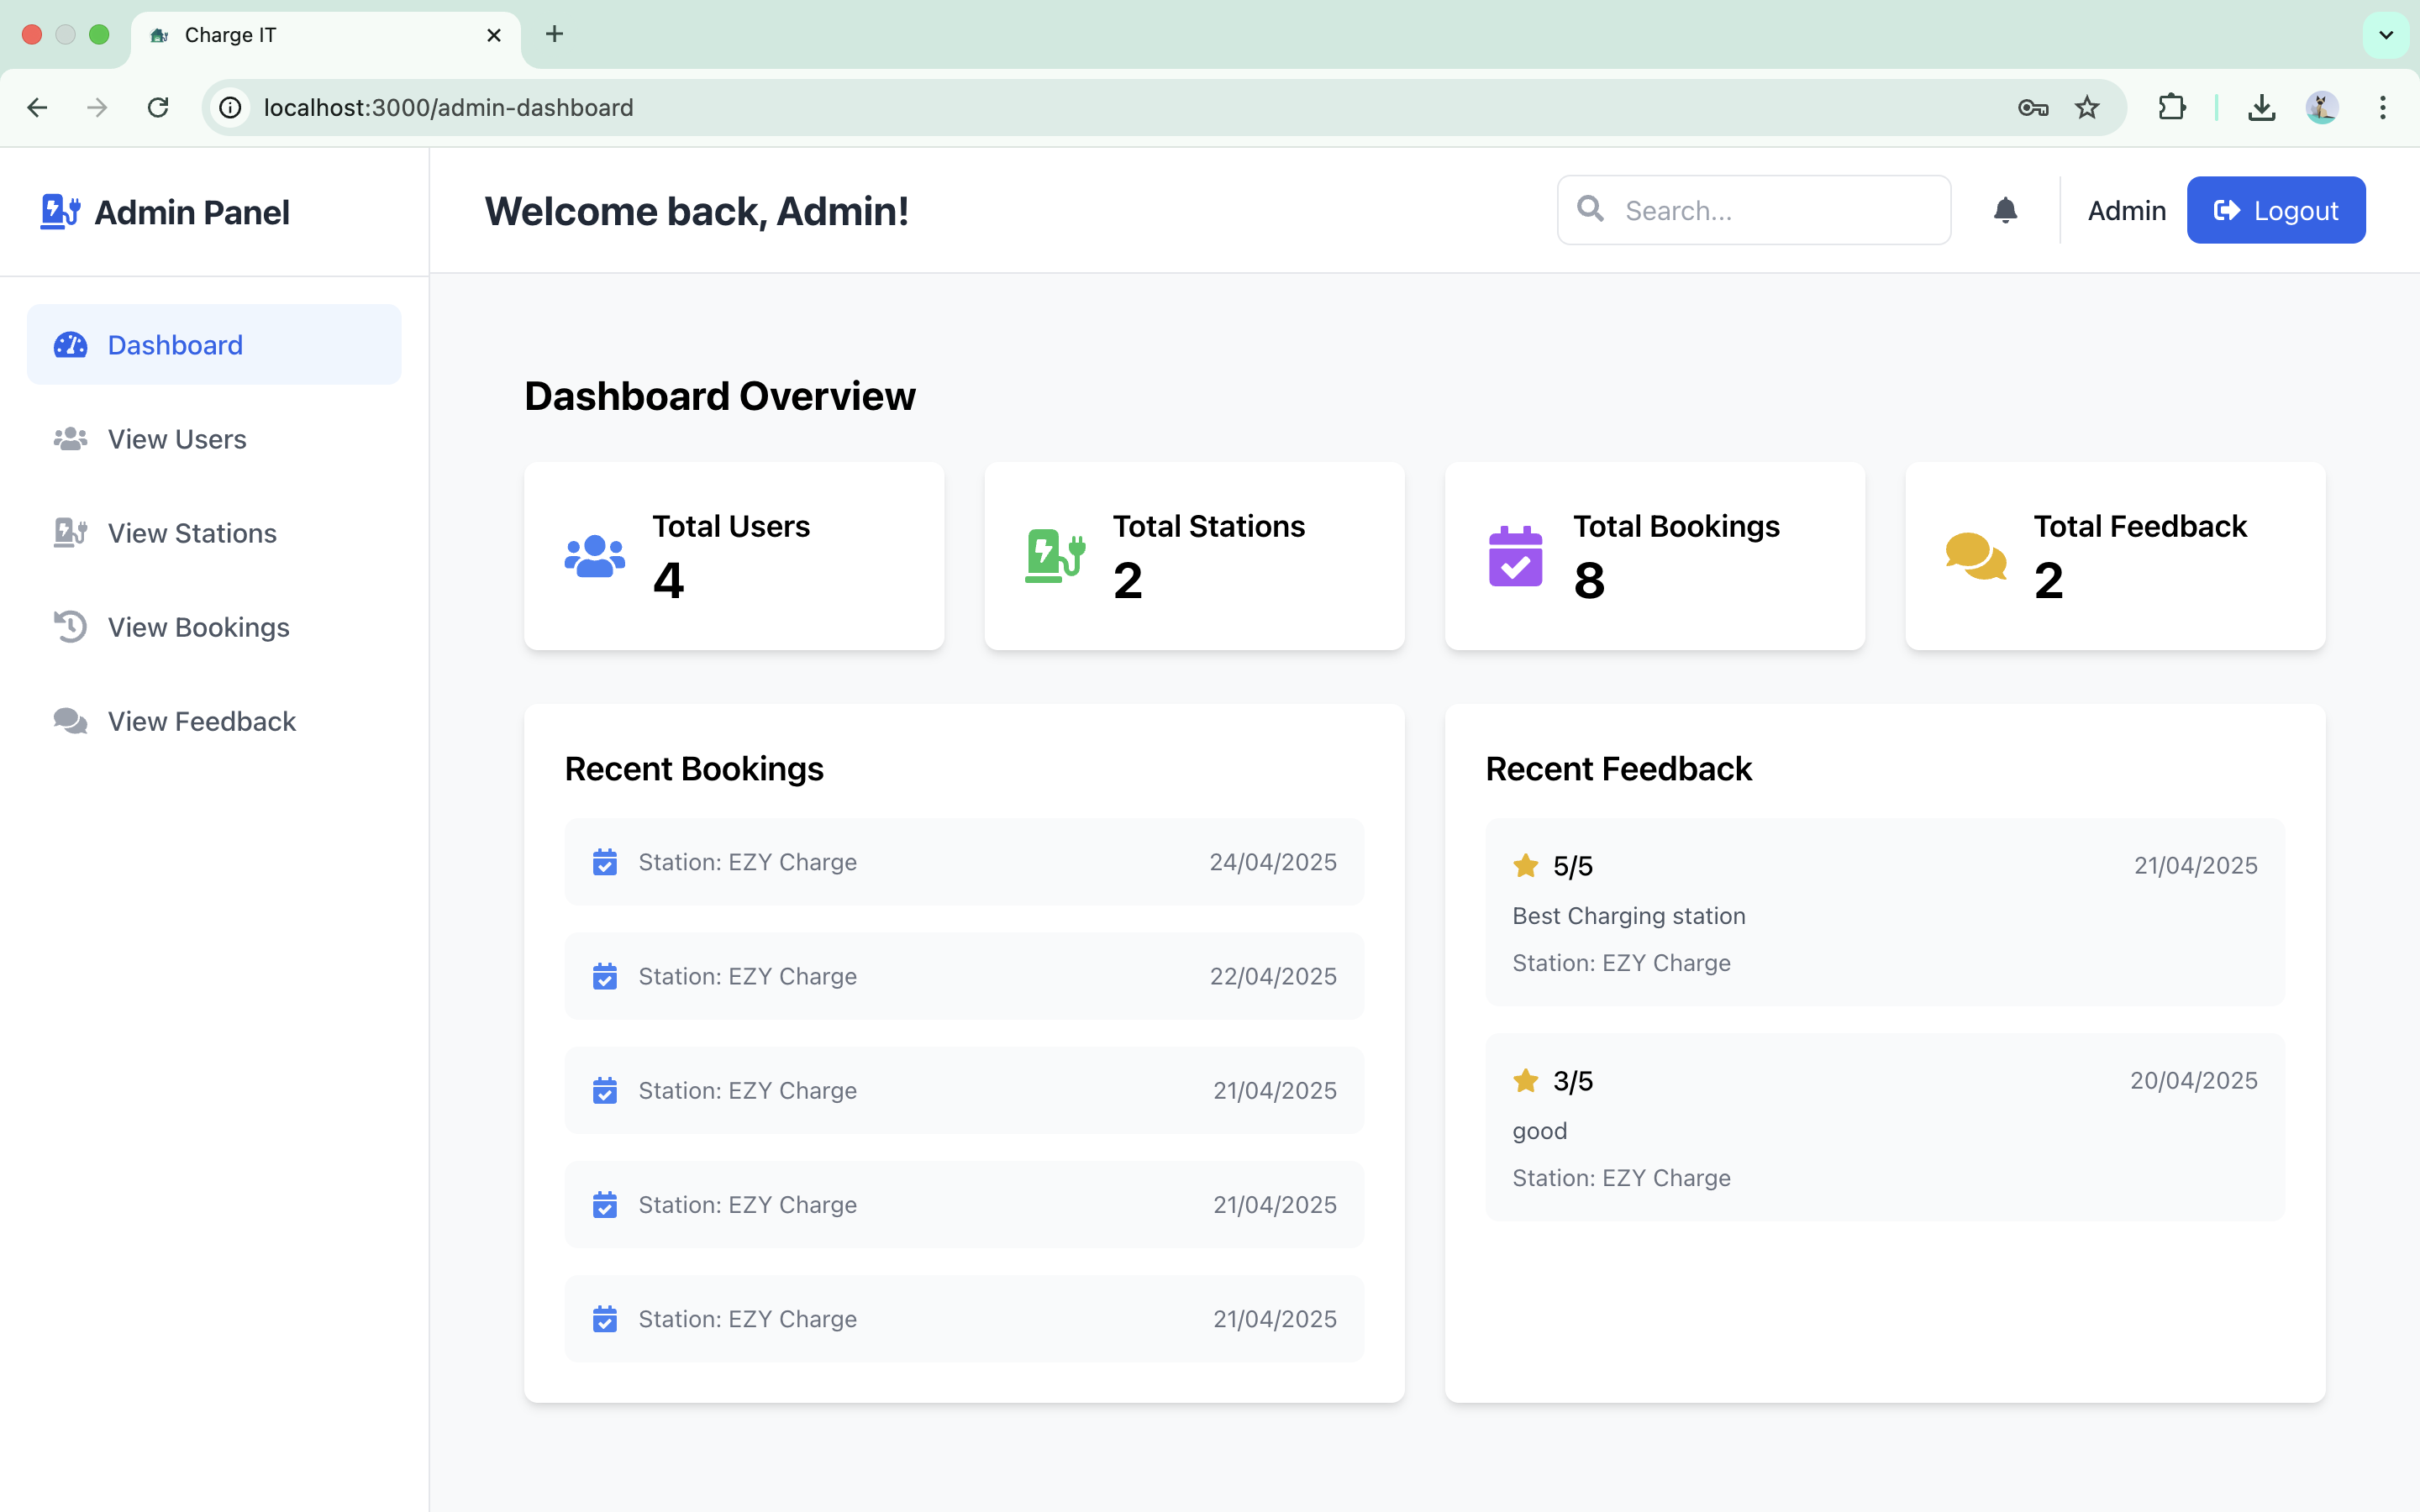 Charge IT
localhost:3000/admin-dashboard
Admin Panel
Welcome back, Admin!
Search...
Admin
Logout
Dashboard
View Users
View Stations
View Bookings
View Feedback
Dashboard Overview
Total Users
4
Total Stations
2
Total Bookings
8
Total Feedback
2
Recent Bookings
Station: EZY Charge 24/04/2025
Station: EZY Charge 22/04/2025
Station: EZY Charge 21/04/2025
Station: EZY Charge 21/04/2025
Station: EZY Charge 21/04/2025
Recent Feedback
5/5 21/04/2025
Best Charging station
Station: EZY Charge
3/5 20/04/2025
good
Station: EZY Charge